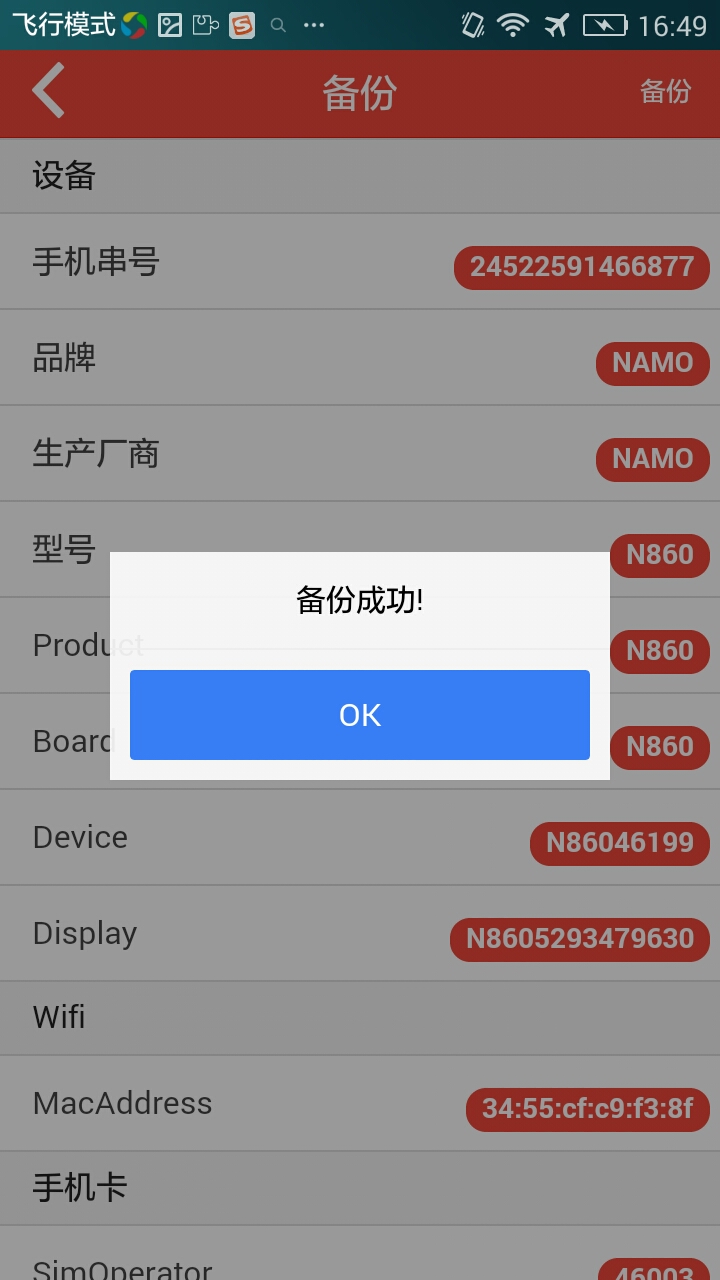 飞行模式 16:49
备份 备份
设备
手机串号 24522591466877
品牌 NAMO
生产厂商 NAMO
型号 N860
备份成功!
Product N860
OK
Board N860
Device N86046199
Display N8605293479630
Wifi
MacAddress 34:55:cf:c9:f3:8f
手机卡
SimOperator 46003